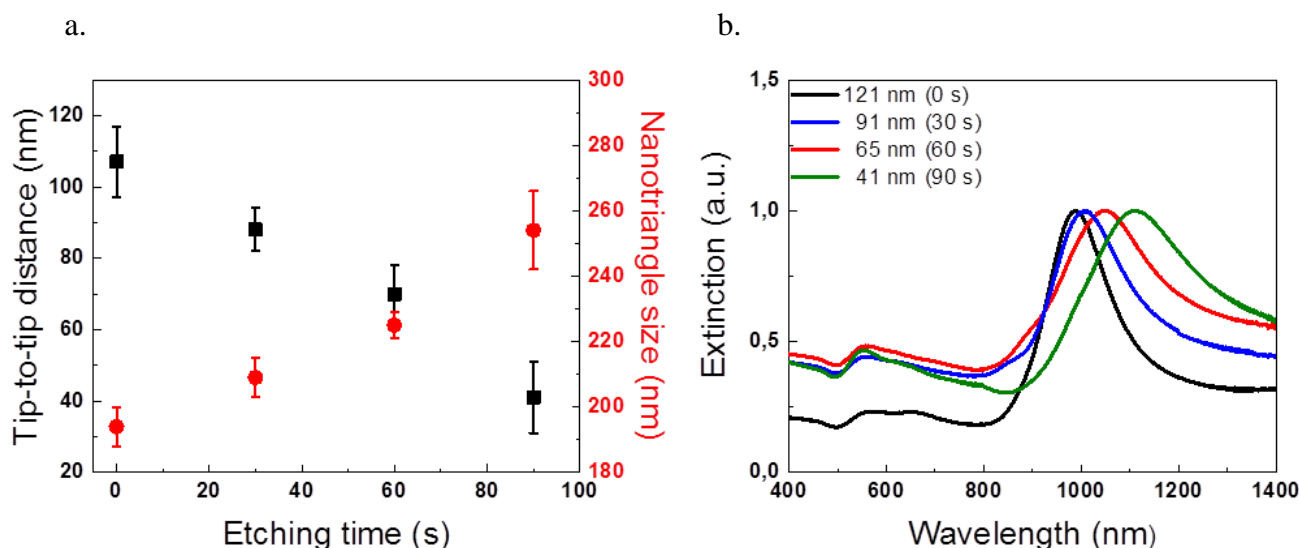 a.
b.
Tip-to-tip distance (nm)
120
100
80
60
40
20
0
20
40
60
80
100
Etching time (s)
300
280
260
240
220
200
180
Nanotriangle size (nm)
Extinction (a.u.)
1,5
1,0
0,5
0,0
121 nm (0 s)
91 nm (30 s)
65 nm (60 s)
41 nm (90 s)
400
600
800
1000
1200
1400
Wavelength (nm)